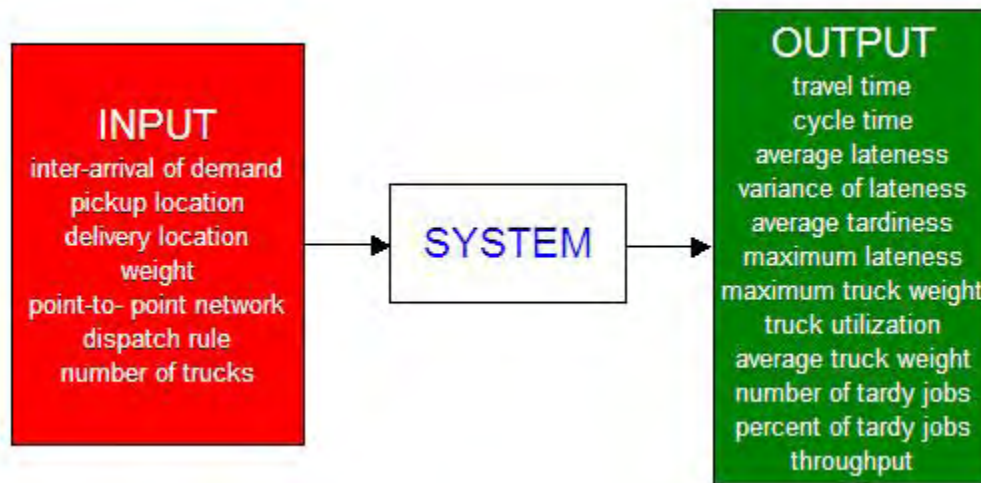 INPUT
inter-arrival of demand
pickup location
delivery location
weight
point-to- point network
dispatch rule
number of trucks
SYSTEM
OUTPUT
travel time
cycle time
average lateness
variance of lateness
average tardiness
maximum lateness
maximum truck weight
truck utilization
average truck weight
number of tardy jobs
percent of tardy jobs
throughput